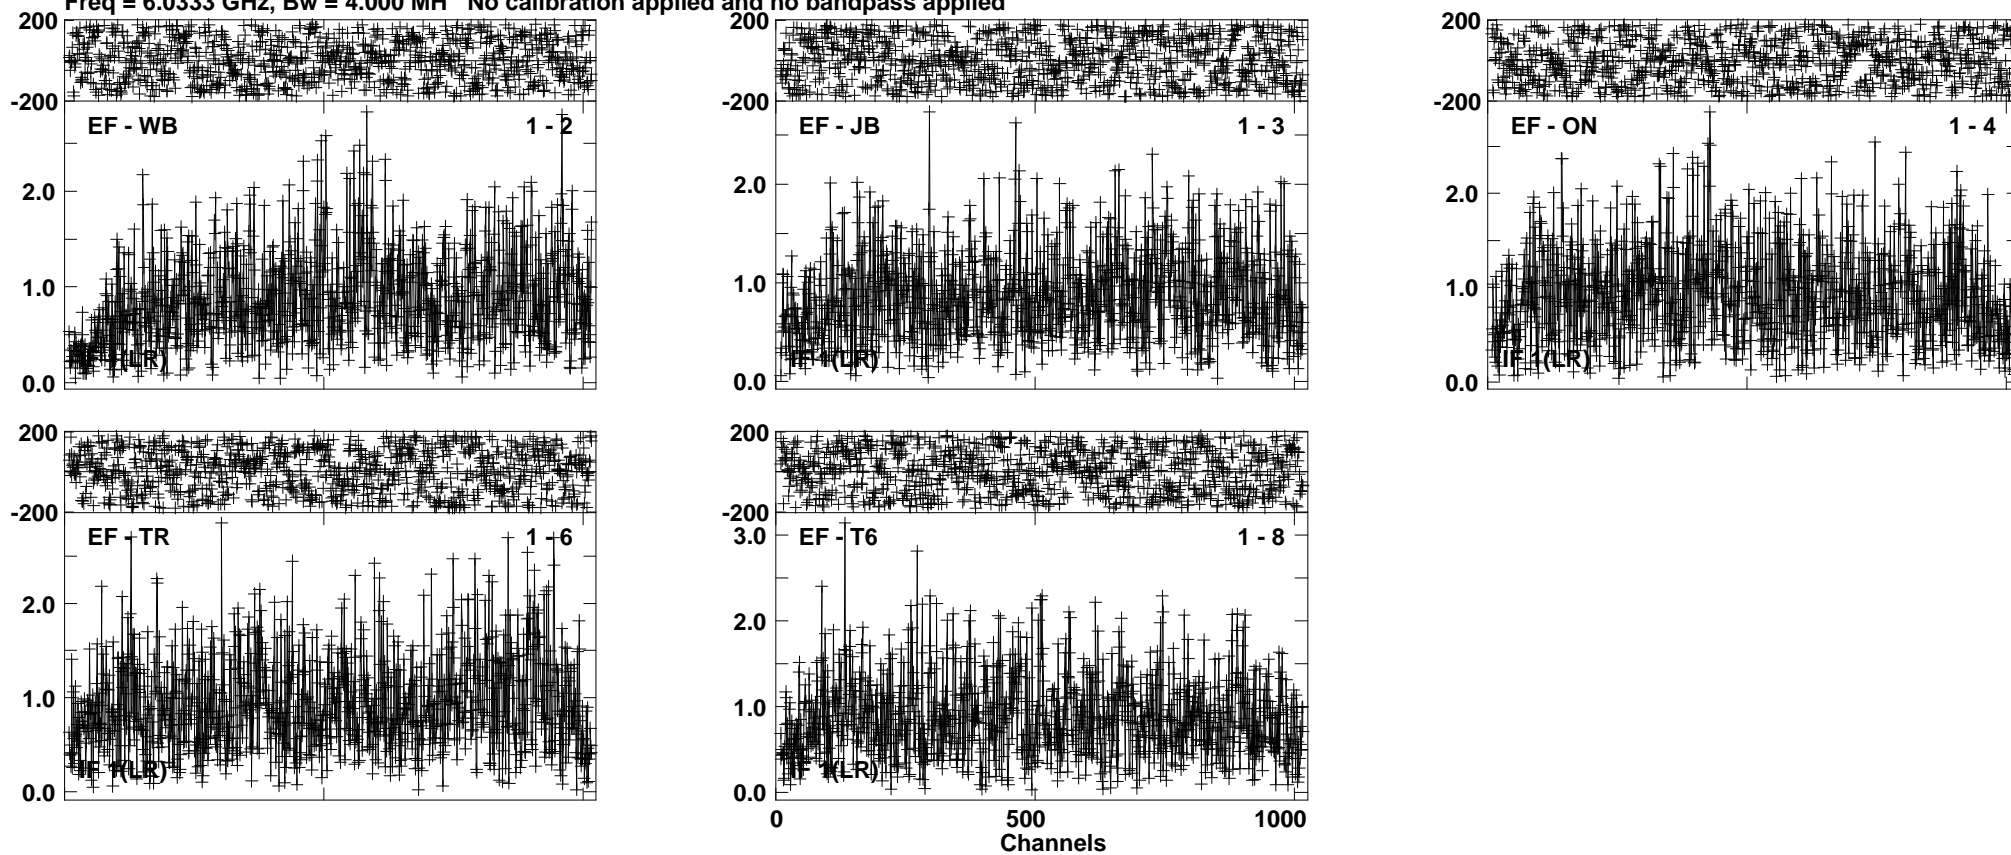 Freq = 6.0333 GHz, Bw = 4.000 MH No calibration applied and no bandpass applied
200
-200
EF - WB
1 - 2
2.0
1.0
0.0
IF 1(LR)
200
-200
EF - JB
1 - 3
2.0
1.0
0.0
IF 1(LR)
200
-200
EF - ON
1 - 4
2.0
1.0
0.0
IF 1(LR)
200
-200
EF - TR
1 - 6
2.0
1.0
0.0
IF 1(LR)
200
-200
EF - T6
1 - 8
3.0
2.0
1.0
0.0
IF 1(LR)
0 500 1000
Channels